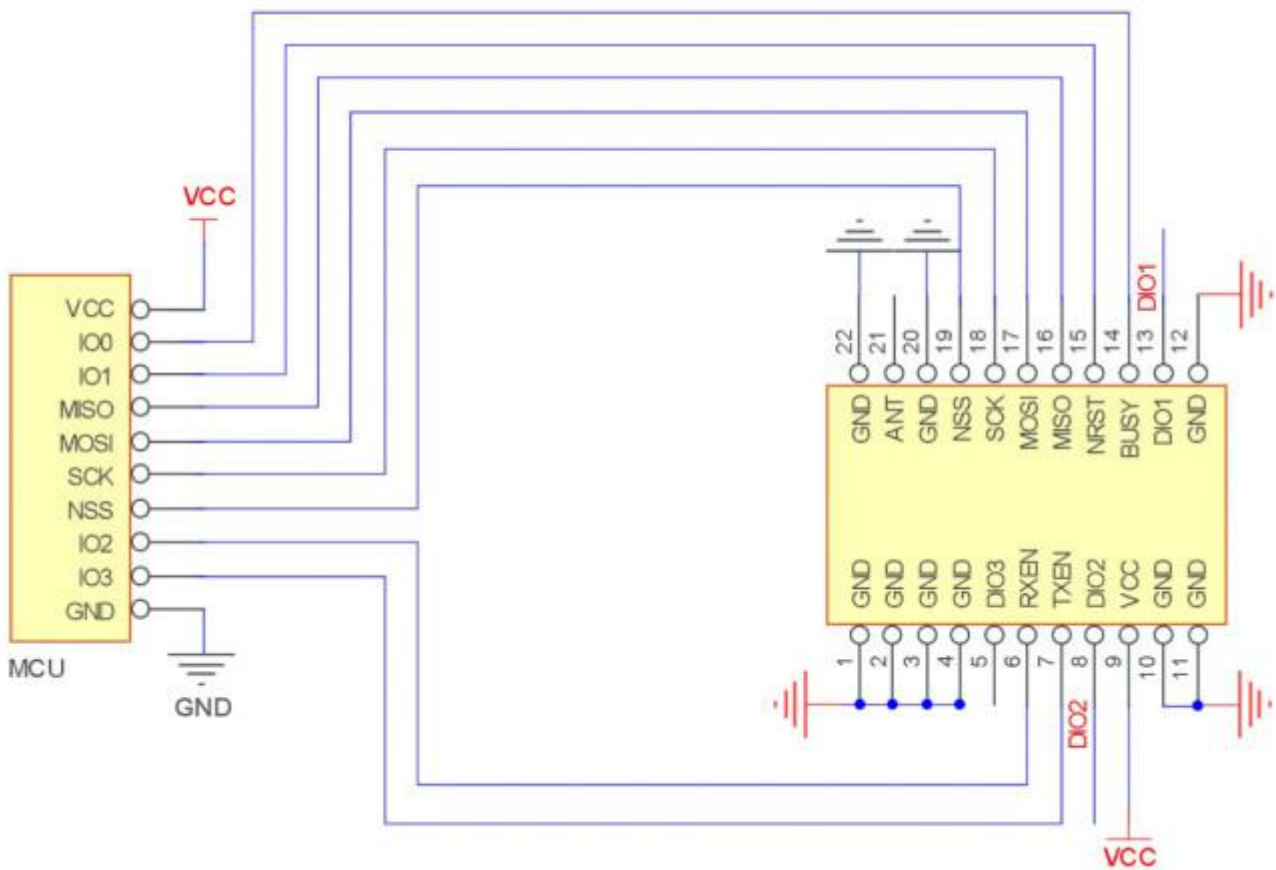 VCC
VCC
IO0
IO1
MISO
MOSI
SCK
NSS
IO2
IO3
GND
MCU
GND
DIO1
22 21 20 19 18 17 16 15 14 13 12
GND ANT GND NSS SCK MOSI MISO NRST BUSY DIO1 GND
GND GND GND GND DIO3 RXEN TXEN DIO2 VCC GND GND
1 2 3 4 5 6 7 8 9 10 11
DIO2
VCC